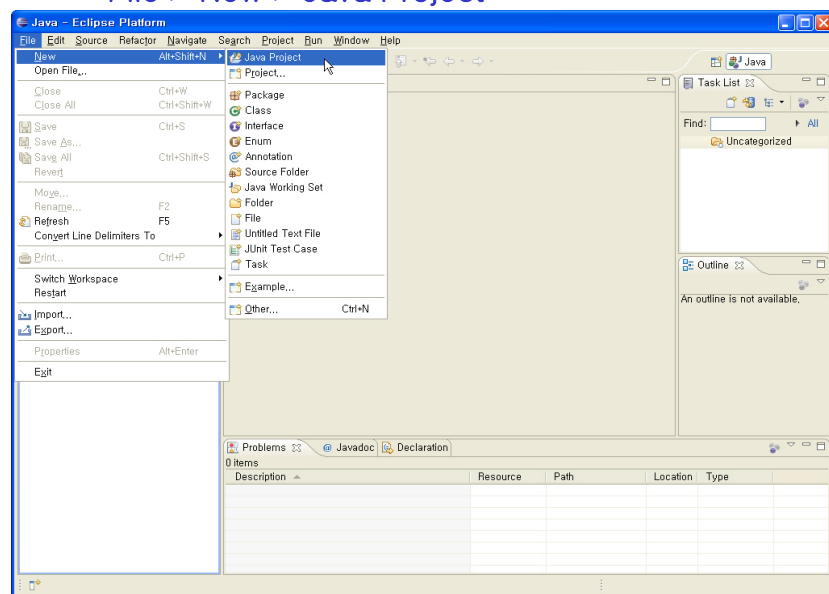 File > New > Java Project
Java - Eclipse Platform
File Edit Source Refactor Navigate Search Project Run Window Help
New Alt+Shift+N
Open File...
Close Ctrl+W
Close All Ctrl+Shift+W
Save Ctrl+S
Save As...
Save All Ctrl+Shift+S
Revert
Move...
Rename... F2
Refresh F5
Convert Line Delimiters To
Print... Ctrl+P
Switch Workspace
Restart
Import...
Export...
Properties Alt+Enter
Exit
Java Project
Project...
Package
Class
Interface
Enum
Annotation
Source Folder
Java Working Set
Folder
File
Untitled Text File
JUnit Test Case
Task
Example...
Other... Ctrl+N
Java
Task List
Find: All
Uncategorized
Outline
An outline is not available.
Problems Javadoc Declaration
0 items
Description Resource Path Location Type